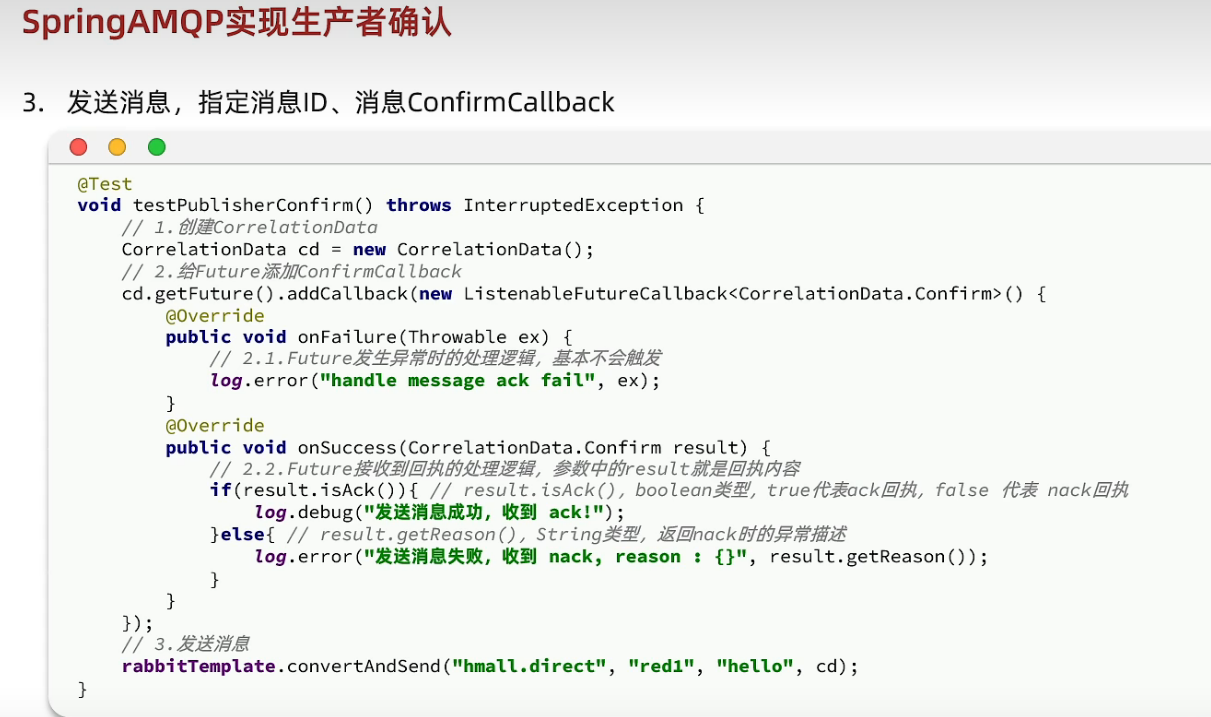 SpringAMQP实现生产者确认
3. 发送消息，指定消息ID、消息ConfirmCallback
@Test
void testPublisherConfirm() throws InterruptedException {
// 1.创建CorrelationData
CorrelationData cd = new CorrelationData();
// 2.给Future添加ConfirmCallback
cd.getFuture().addCallback(new ListenableFutureCallback<CorrelationData.Confirm>() {
@Override
public void onFailure(Throwable ex) {
// 2.1.Future发生异常时的处理逻辑，基本不会触发
log.error("handle message ack fail", ex);
}
@Override
public void onSuccess(CorrelationData.Confirm result) {
// 2.2.Future接收到回执的处理逻辑，参数中的result就是回执内容
if(result.isAck()){ // result.isAck()，boolean类型，true代表ack回执，false 代表 nack回执
log.debug("发送消息成功，收到 ack!");
}else{ // result.getReason()，String类型，返回nack时的异常描述
log.error("发送消息失败，收到 nack, reason : {}", result.getReason());
}
}
});
// 3.发送消息
rabbitTemplate.convertAndSend("hmall.direct", "red1", "hello", cd);
}